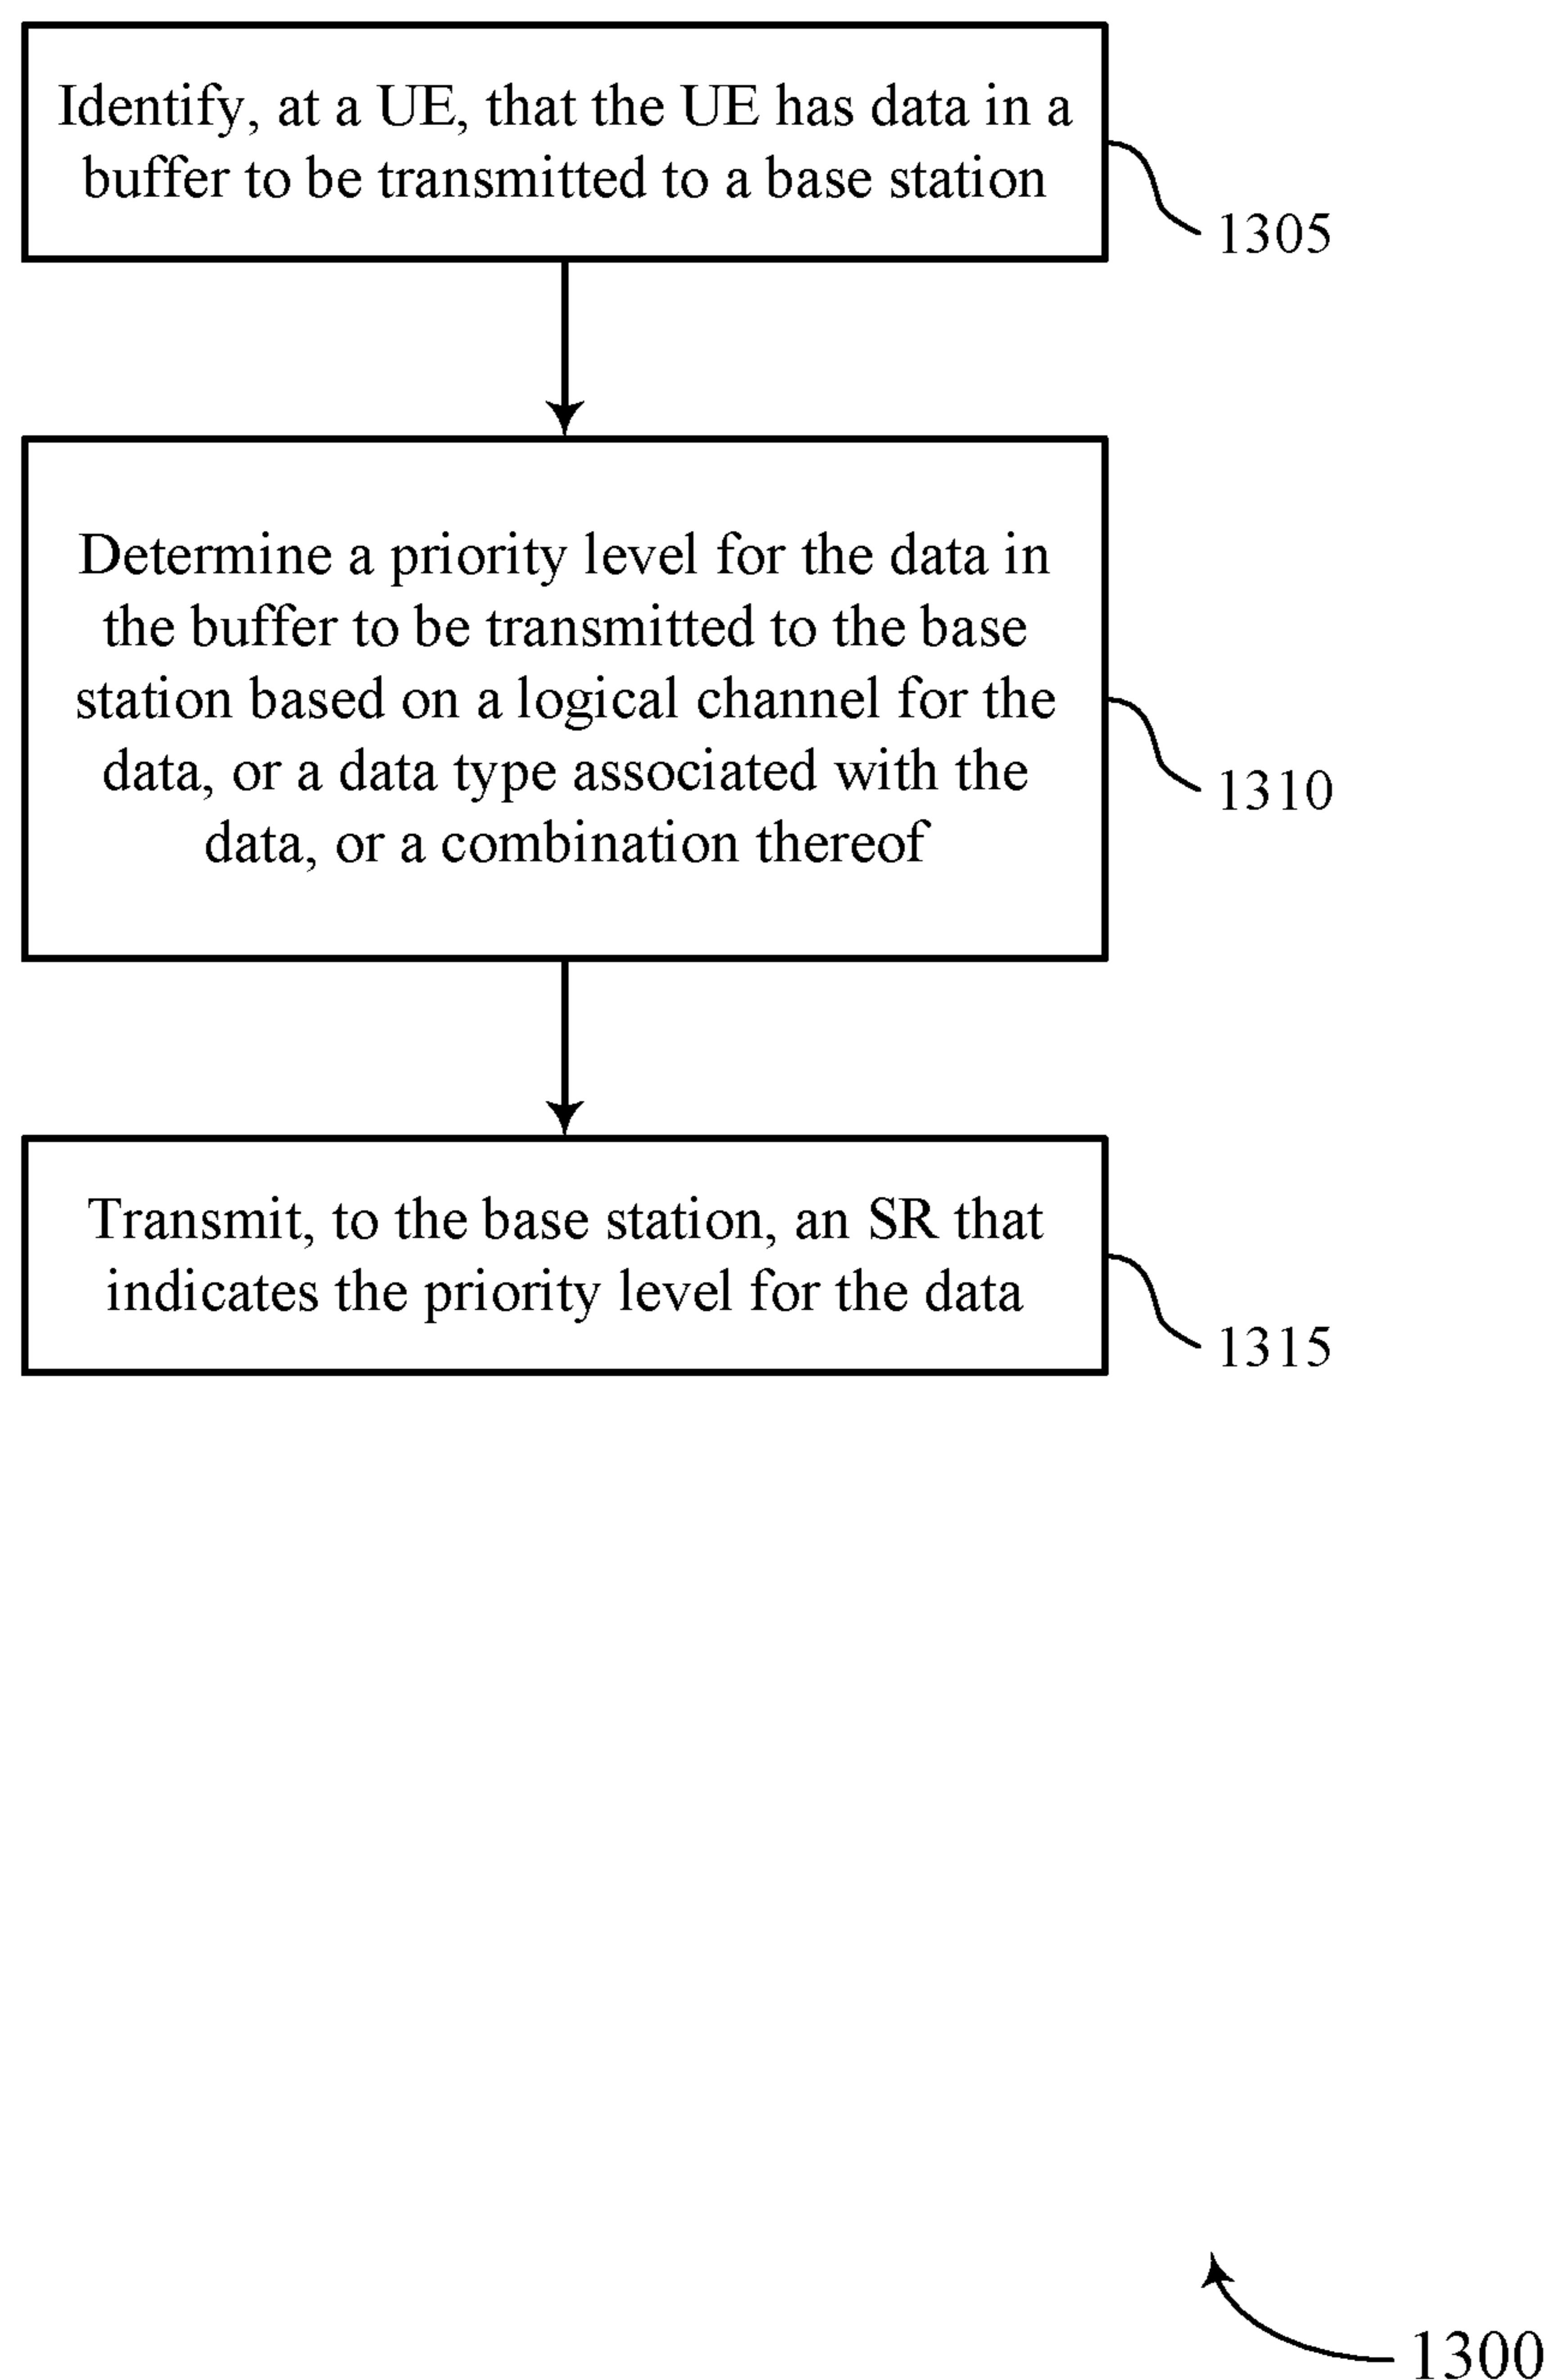 Identify, at a UE, that the UE has data in a
buffer to be transmitted to a base station
1305
Determine a priority level for the data in
the buffer to be transmitted to the base
station based on a logical channel for the
data, or a data type associated with the
data, or a combination thereof
1310
Transmit, to the base station, an SR that
indicates the priority level for the data
1315
1300